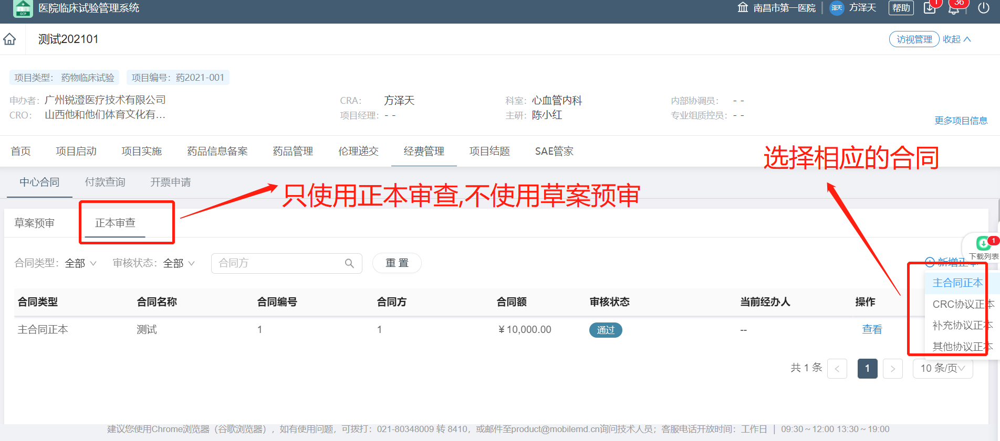 医院临床试验管理系统
GCP
南昌市第一医院
泽天
方泽天
帮助
1
36
测试202101
访视管理
收起
项目类型： 药物临床试验
项目编号：药2021-001
申办者：广州锐澄医疗技术有限公司
CRA： 方泽天
科室：心血管内科
内部协调员： - -
CRO： 山西他和他们体育文化有...
项目经理：- -
主研：陈小红
专业组质控员：- -
更多项目信息
首页
项目启动
项目实施
药品信息备案
药品管理
伦理递交
经费管理
项目结题
SAE管家
选择相应的合同
中心合同
付款查询
开票申请
只使用正本审查,不使用草案预审
草案预审
正本审查
1
下载列表
合同类型：全部
审核状态：全部
合同方
重 置
新增正本
主合同正本
CRC协议正本
补充协议正本
其他协议正本
合同类型 合同名称 合同编号 合同方 合同额 审核状态 当前经办人 操作
主合同正本 测试 1 1 ¥10,000.00 通过 -- 查看
共 1 条 < 1 > 10 条/页
建议您使用Chrome浏览器（谷歌浏览器），如有使用问题，可拨打：021-80348009 转 8410，或邮件至product@mobilemd.cn询问技术人员；客服电话开放时间：工作日 | 09:30～12:00 13:30～19:00